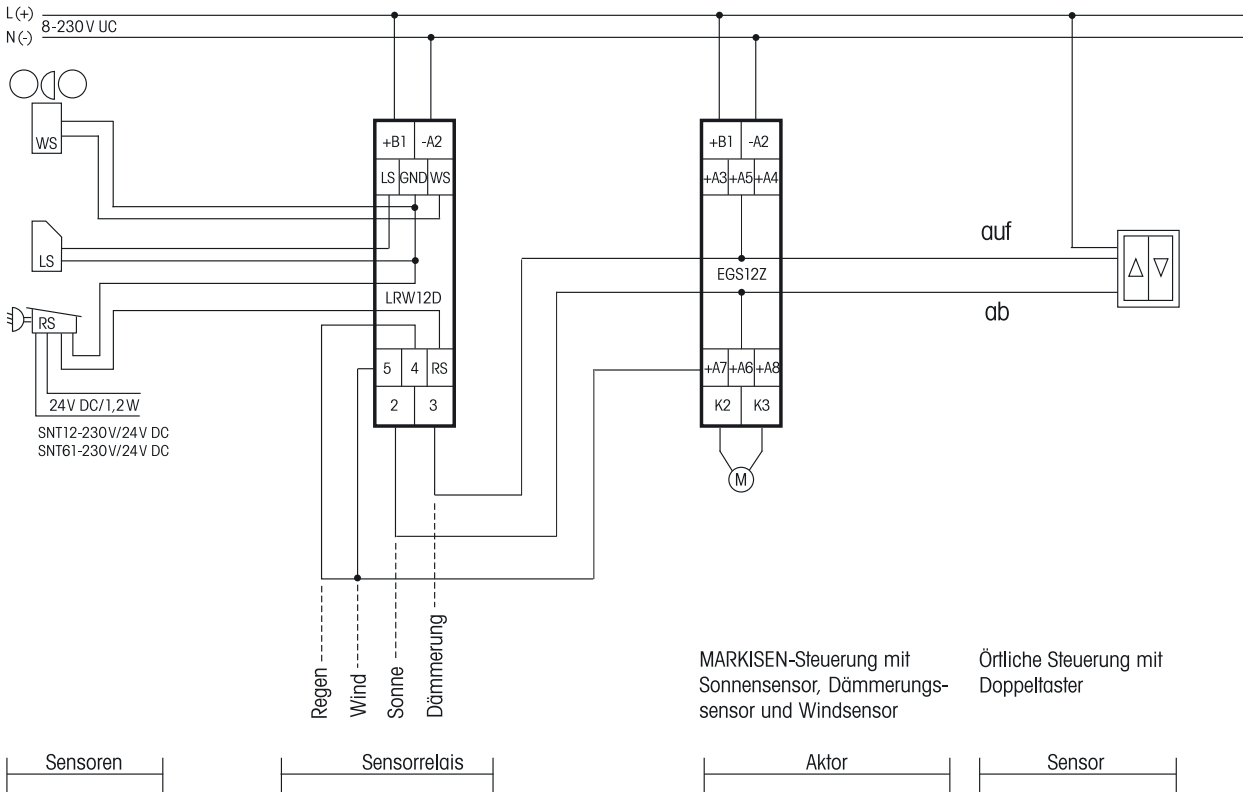 L(+)
8-230V UC
N(-)
WS
LS
RS
24V DC/1,2W
SNT12-230V/24V DC
SNT61-230V/24V DC
+B1 -A2
LS GND WS
LRW12D
5 4 RS
2 3
+B1 -A2
+A3 +A5 +A4
EGS12Z
+A7 +A6 +A8
K2 K3
M
auf
ab
Regen
Wind
Sonne
Dämmerung
MARKISEN-Steuerung mit
Sonnensensor, Dämmerungs-
sensor und Windsensor
Örtliche Steuerung mit
Doppeltaster
Sensoren
Sensorrelais
Aktor
Sensor